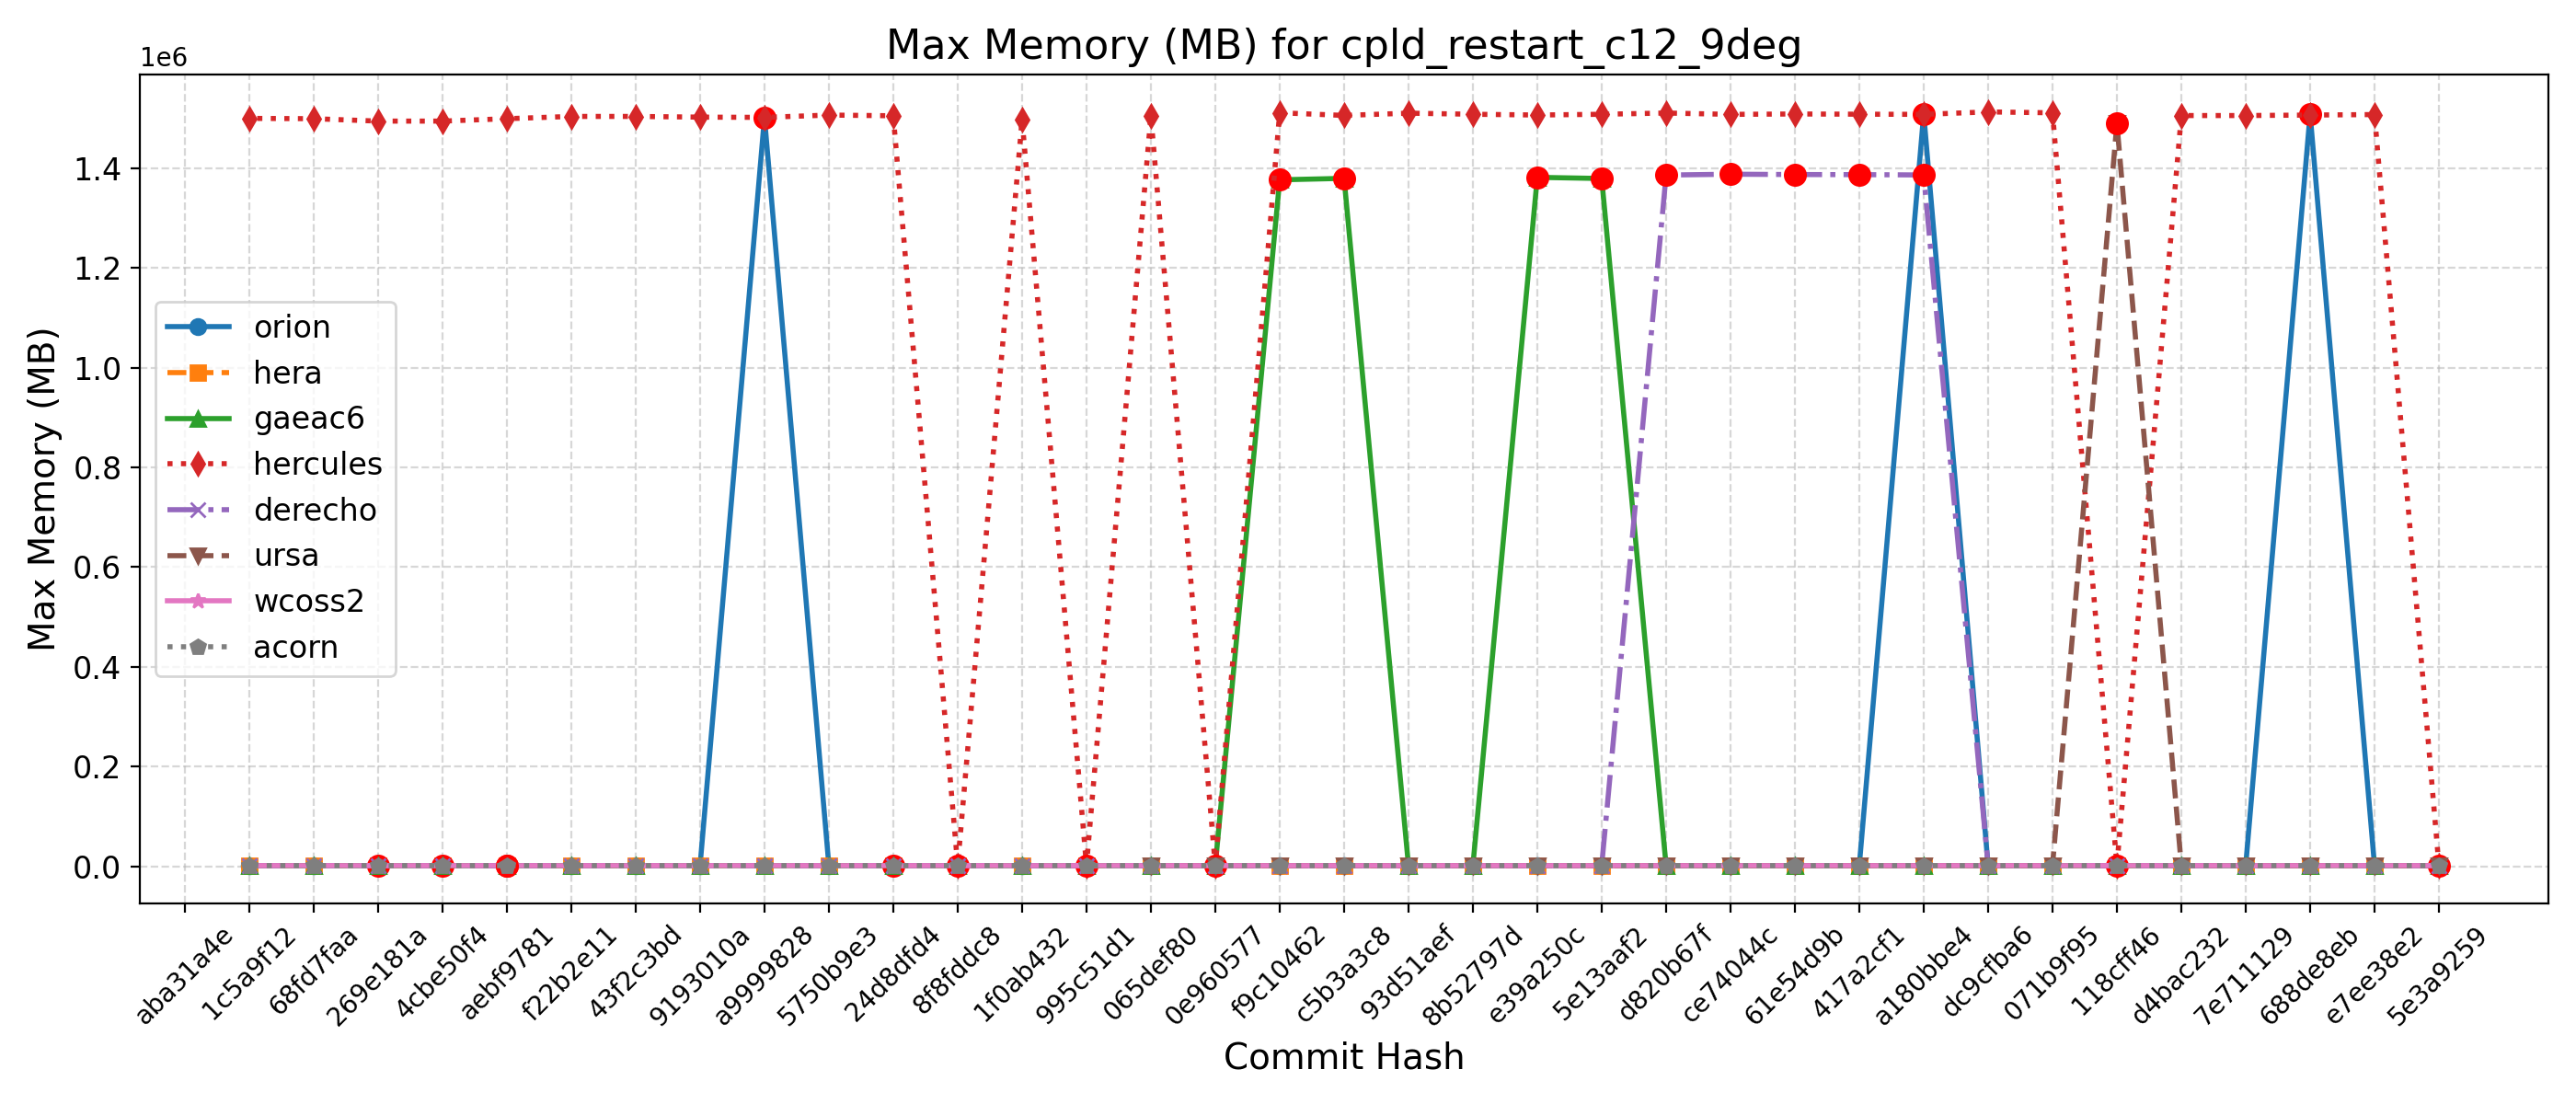 Max Memory (MB) for cpld_restart_c12_9deg
1e6
1.4
1.2
1.0
0.8
0.6
0.4
0.2
0.0
Max Memory (MB)
orion
hera
gaeac6
hercules
derecho
ursa
wcoss2
acorn
aba31a4e
1c5a9f12
68fd7faa
269e181a
4cbe50f4
aebf9781
f22b2e11
43f2c3bd
9193010a
a9999828
5750b9e3
24d8dfd4
8f8fddc8
1f0ab432
995c51d1
065def80
0e960577
f9c10462
c5b3a3c8
93d51aef
8b52797d
e39a250c
5e13aaf2
d820b67f
ce74044c
61e54d9b
417a2cf1
a180bbe4
dc9cfba6
071b9f95
118cff46
d4bac232
7e711129
688de8eb
e7ee38e2
5e3a9259
Commit Hash